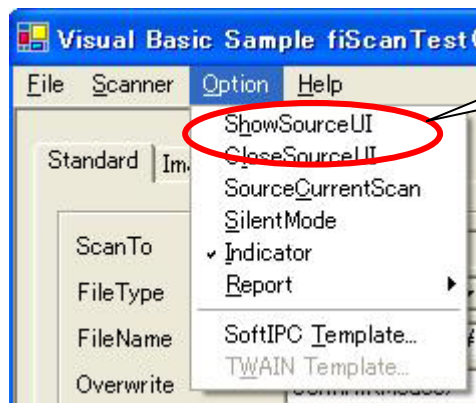 Visual Basic Sample fiScanTest
File Scanner Option Help
ShowSourceUI
CloseSourceUI
SourceCurrentScan
SilentMode
Indicator
Report
SoftIPC Template...
TWAIN Template...
Standard Im
ScanTo
FileType
FileName
Overwrite